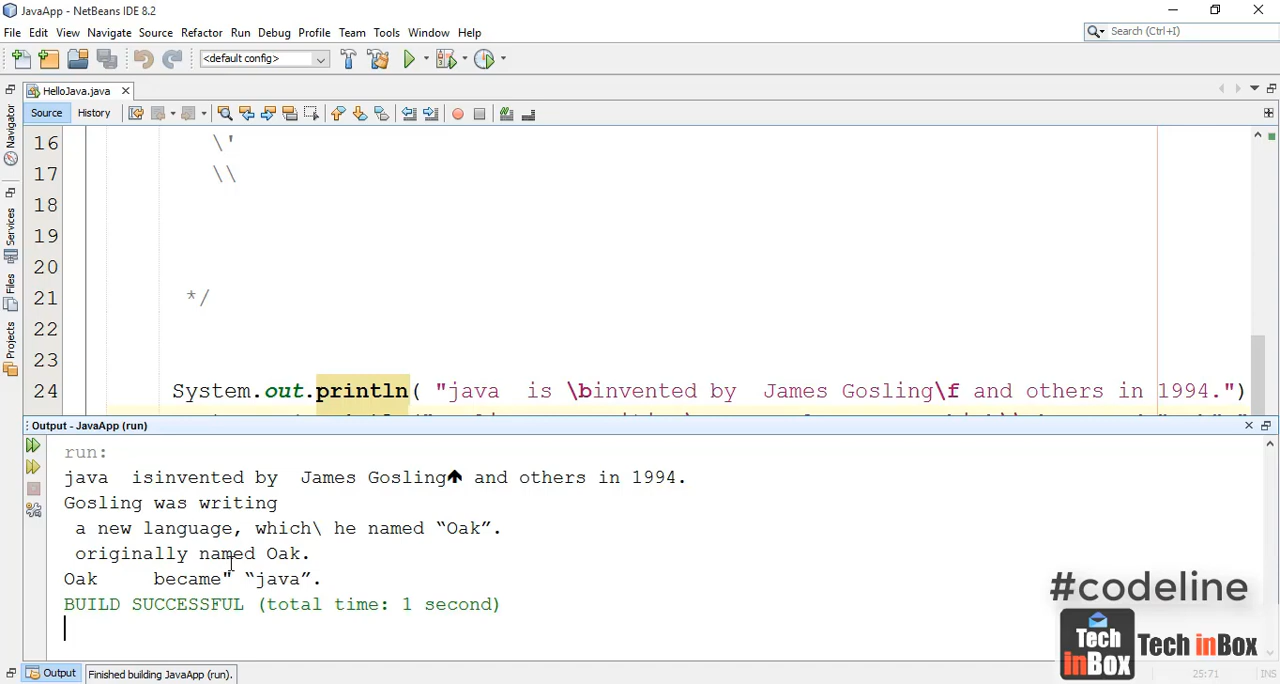 JavaApp - NetBeans IDE 8.2
File Edit View Navigate Source Refactor Run Debug Profile Team Tools Window Help
Search (Ctrl+I)
<default config>
HelloJava.java
Source History
Navigator
Services
Files
Projects
16 \'
17 \\
18
19
20
21 */
22
23
24 System.out.println( "java  is \binvented by  James Gosling\f and others in 1994.")
Output - JavaApp (run)
run:
java  isinvented by  James Gosling🡅 and others in 1994.
Gosling was writing
 a new language, which\ he named “Oak”.
 originally named Oak.
Oak     became" “java”.
BUILD SUCCESSFUL (total time: 1 second)
#codeline
Tech inBox
Tech inBox
Output
Finished building JavaApp (run).
25:71
INS